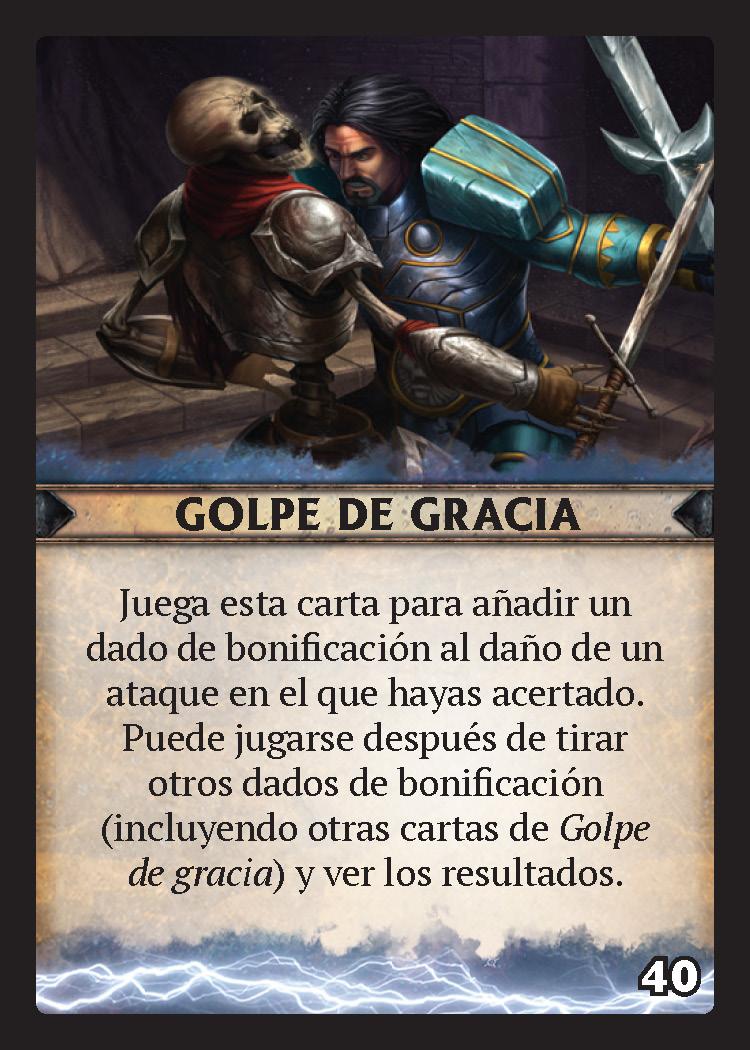 GOLPE DE GRACIA
Juega esta carta para añadir un
dado de bonificación al daño de un
ataque en el que hayas acertado.
Puede jugarse después de tirar
otros dados de bonificación
(incluyendo otras cartas de Golpe
de gracia) y ver los resultados.
40